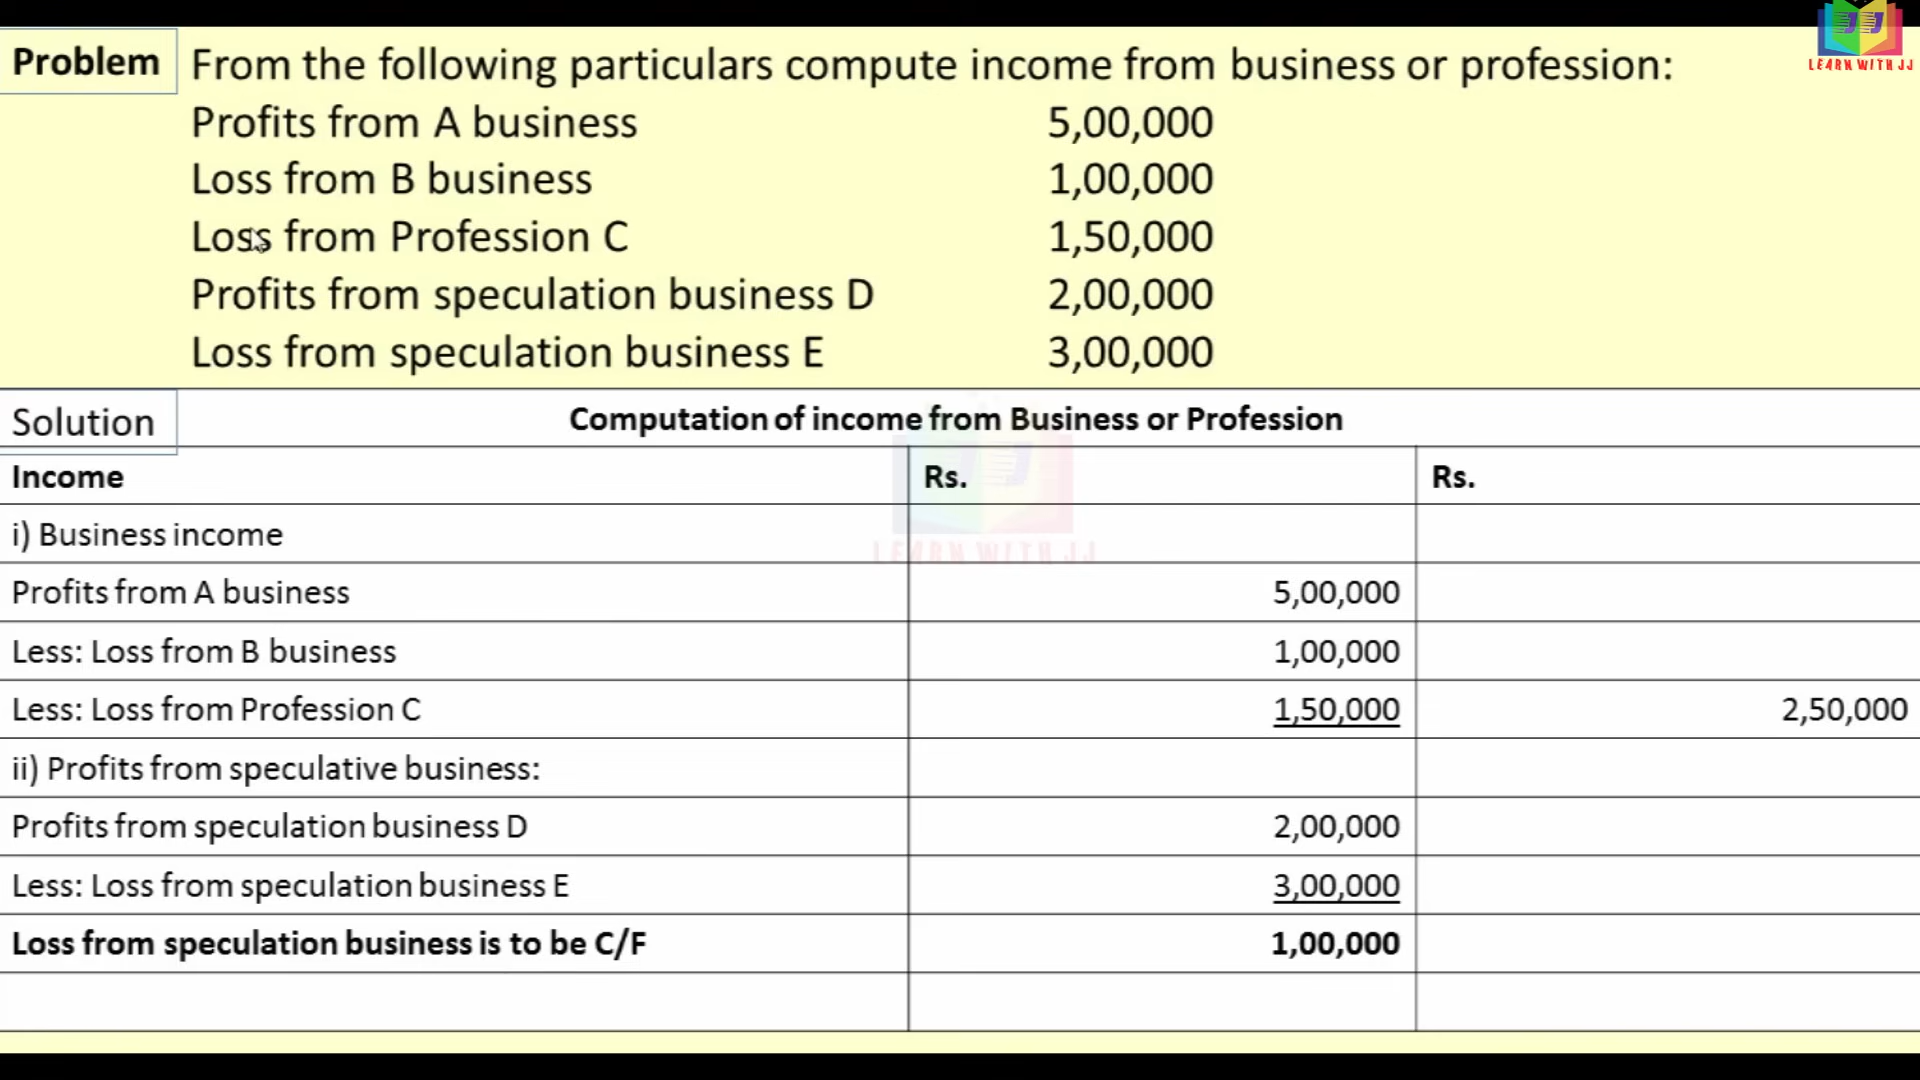 LEARN WITH JJ
Problem From the following particulars compute income from business or profession:
Profits from A business 5,00,000
Loss from B business 1,00,000
Loss from Profession C 1,50,000
Profits from speculation business D 2,00,000
Loss from speculation business E 3,00,000
Solution Computation of income from Business or Profession
Income Rs. Rs.
i) Business income
LEARN WITH JJ
Profits from A business 5,00,000
Less: Loss from B business 1,00,000
Less: Loss from Profession C 1,50,000 2,50,000
ii) Profits from speculative business:
Profits from speculation business D 2,00,000
Less: Loss from speculation business E 3,00,000
Loss from speculation business is to be C/F 1,00,000